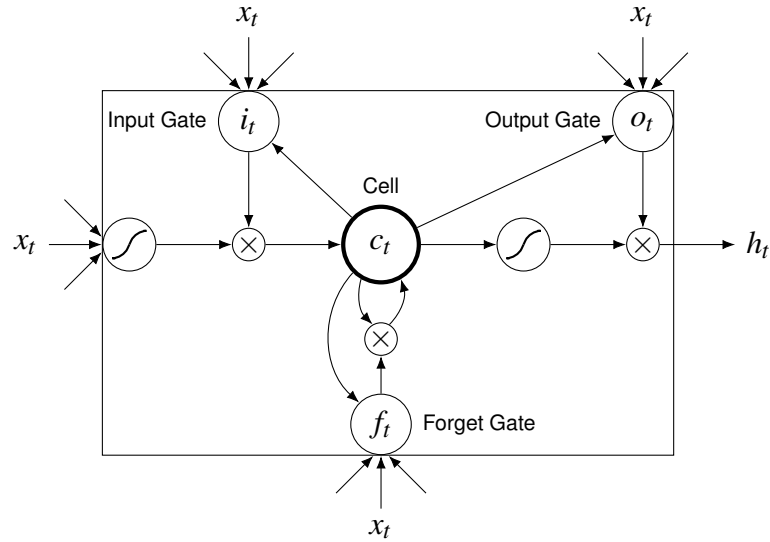 x_t x_t
Input Gate i_t Output Gate o_t
Cell
x_t × c_t × h_t
×
f_t Forget Gate
x_t